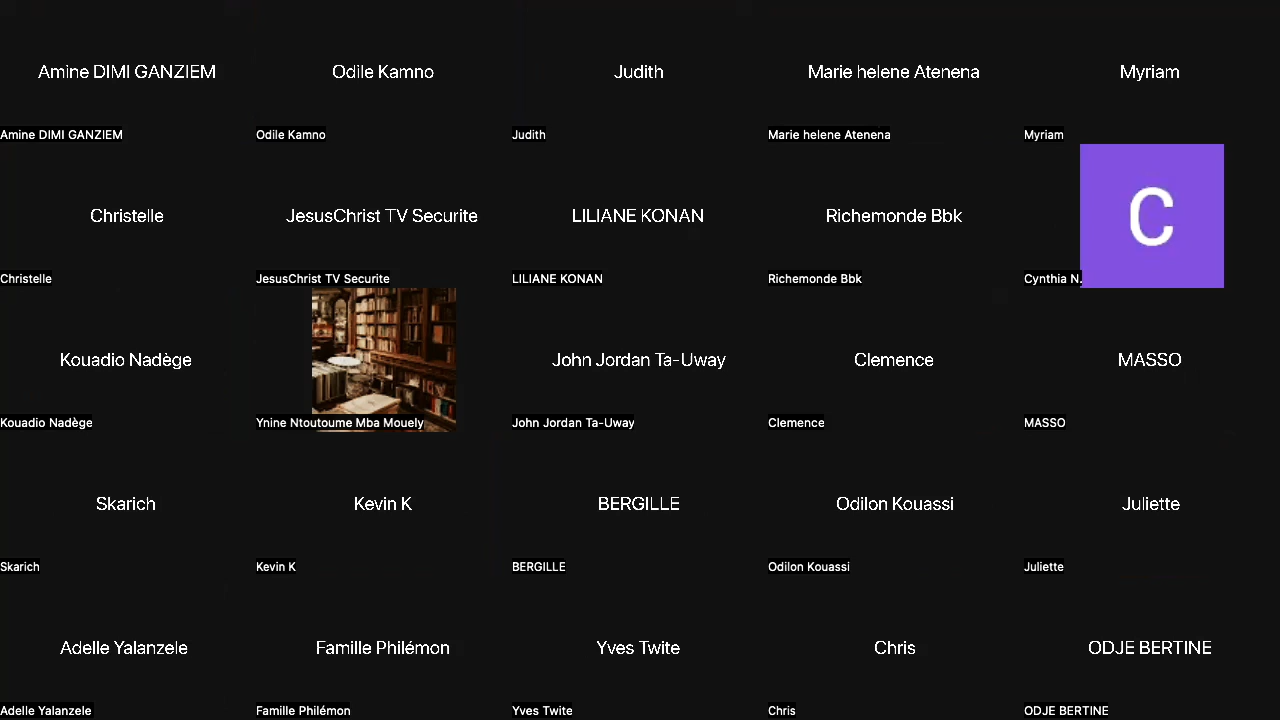 Amine DIMI GANZIEM
Odile Kamno
Judith
Marie helene Atenena
Myriam
Amine DIMI GANZIEM
Odile Kamno
Judith
Marie helene Atenena
Myriam
Christelle
JesusChrist TV Securite
LILIANE KONAN
Richemonde Bbk
C
Christelle
JesusChrist TV Securite
LILIANE KONAN
Richemonde Bbk
Cynthia N.
Kouadio Nadège
John Jordan Ta-Uway
Clemence
MASSO
Kouadio Nadège
Ynine Ntoutoume Mba Mouely
John Jordan Ta-Uway
Clemence
MASSO
Skarich
Kevin K
BERGILLE
Odilon Kouassi
Juliette
Skarich
Kevin K
BERGILLE
Odilon Kouassi
Juliette
Adelle Yalanzele
Famille Philémon
Yves Twite
Chris
ODJE BERTINE
Adelle Yalanzele
Famille Philémon
Yves Twite
Chris
ODJE BERTINE